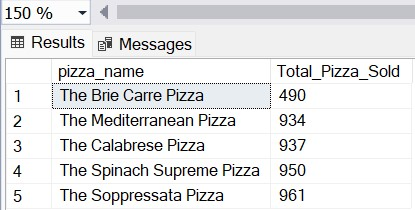 150 %
Results Messages
pizza_name Total_Pizza_Sold
1 The Brie Carre Pizza 490
2 The Mediterranean Pizza 934
3 The Calabrese Pizza 937
4 The Spinach Supreme Pizza 950
5 The Soppressata Pizza 961